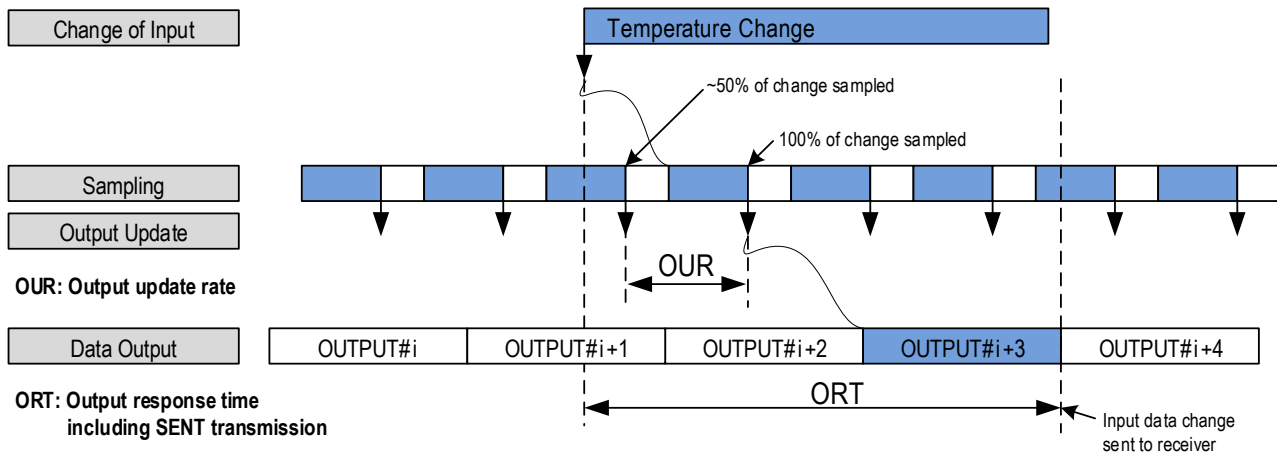 Change of Input
Temperature Change
~50% of change sampled
100% of change sampled
Sampling
Output Update
OUR
OUR: Output update rate
Data Output
OUTPUT#i
OUTPUT#i+1
OUTPUT#i+2
OUTPUT#i+3
OUTPUT#i+4
ORT: Output response time
including SENT transmission
ORT
Input data change
sent to receiver